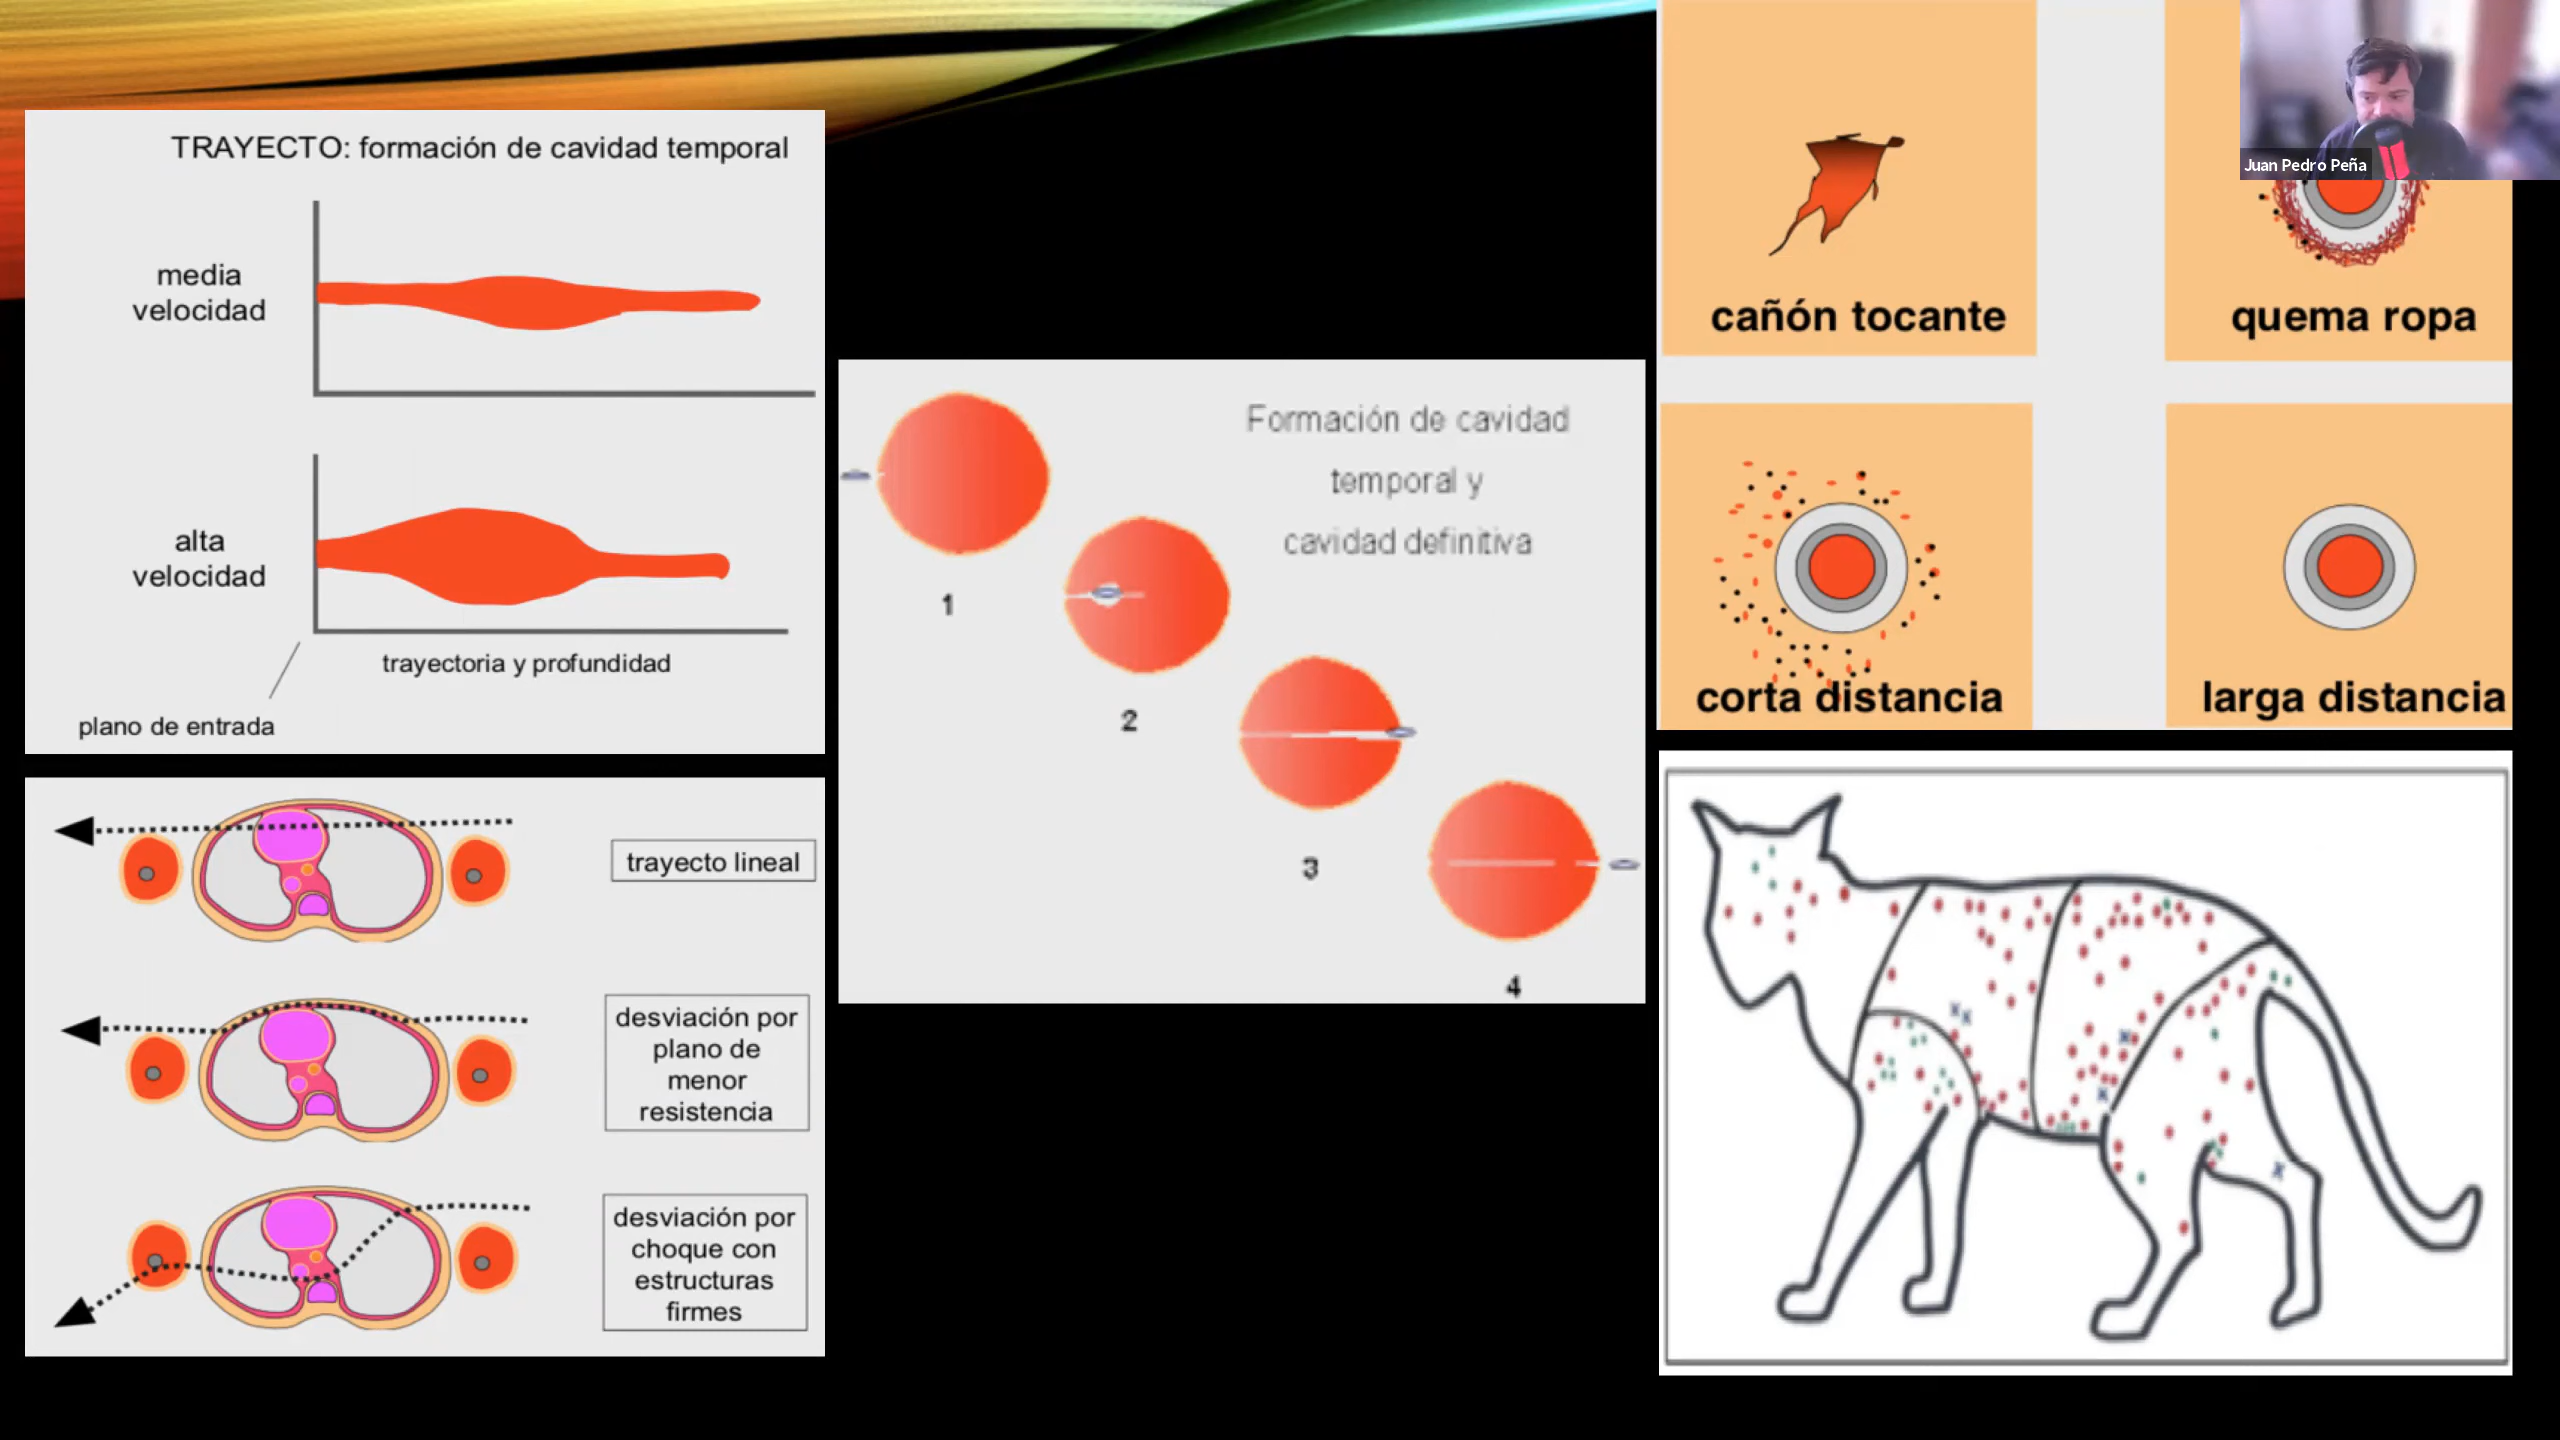 TRAYECTO: formación de cavidad temporal
media
velocidad
alta
velocidad
trayectoria y profundidad
plano de entrada
trayecto lineal
desviación por
plano de
menor
resistencia
desviación por
choque con
estructuras
firmes
Formación de cavidad
temporal y
cavidad definitiva
1
2
3
4
cañón tocante
quema ropa
corta distancia
larga distancia
Juan Pedro Peña